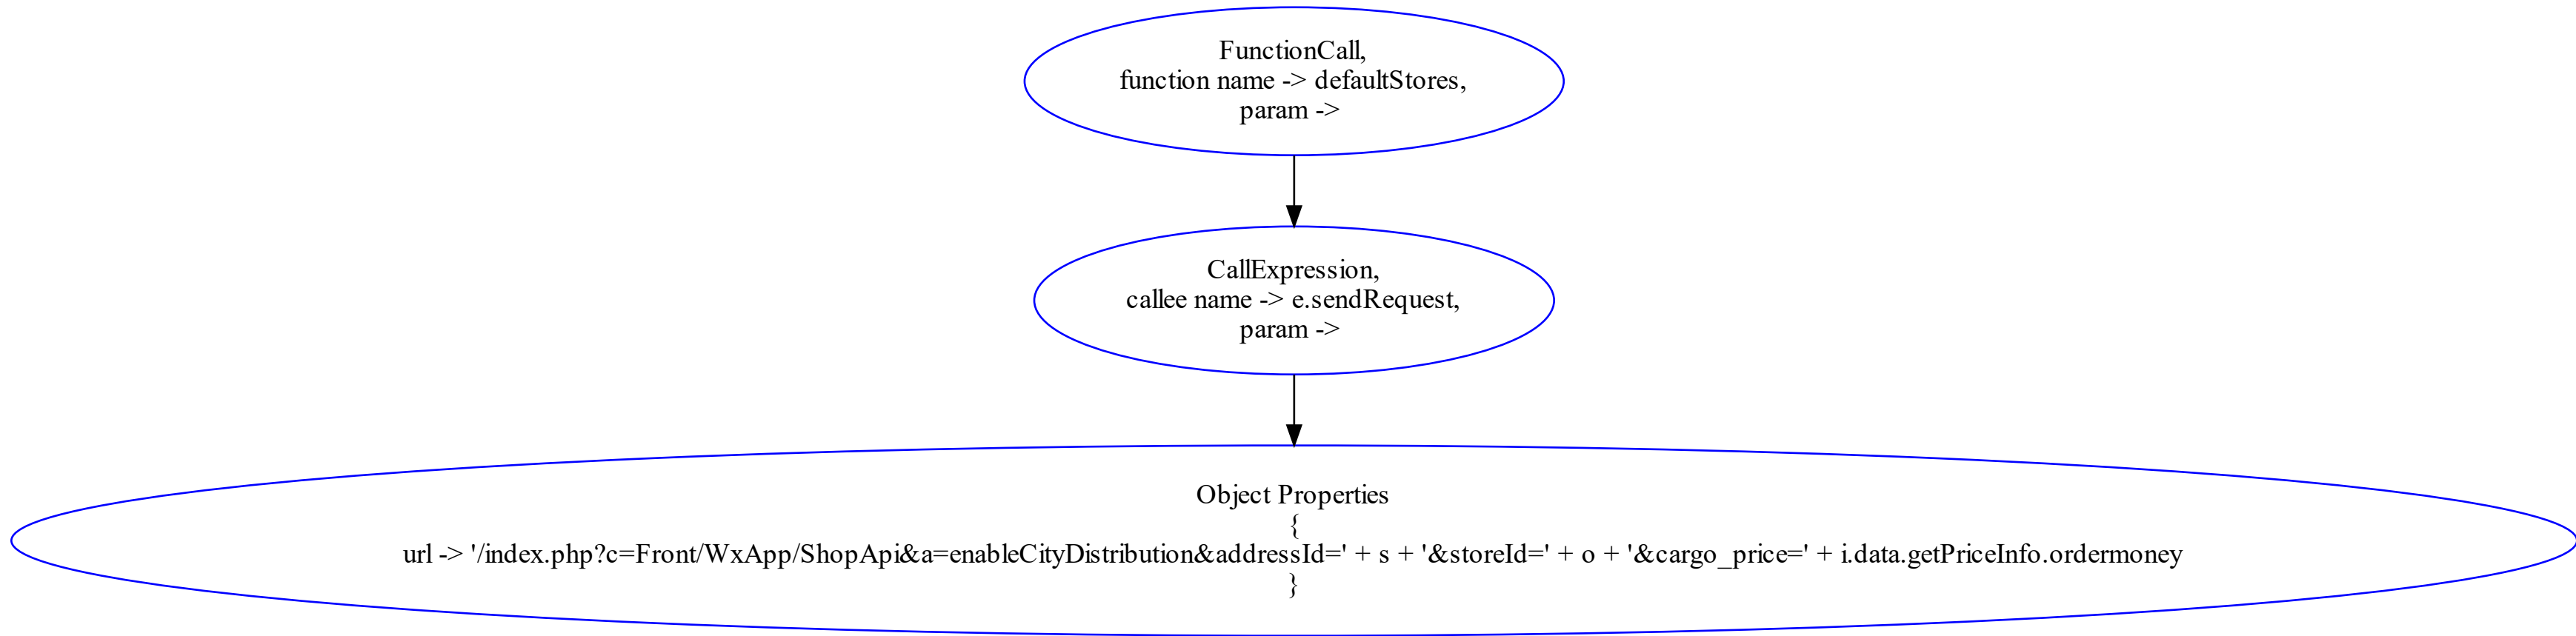 FunctionCall,
function name -> defaultStores,
param ->
CallExpression,
callee name -> e.sendRequest,
param ->
Object Properties
{
url -> '/index.php?c=Front/WxApp/ShopApi&a=enableCityDistribution&addressId=' + s + '&storeId=' + o + '&cargo_price=' + i.data.getPriceInfo.ordermoney
}